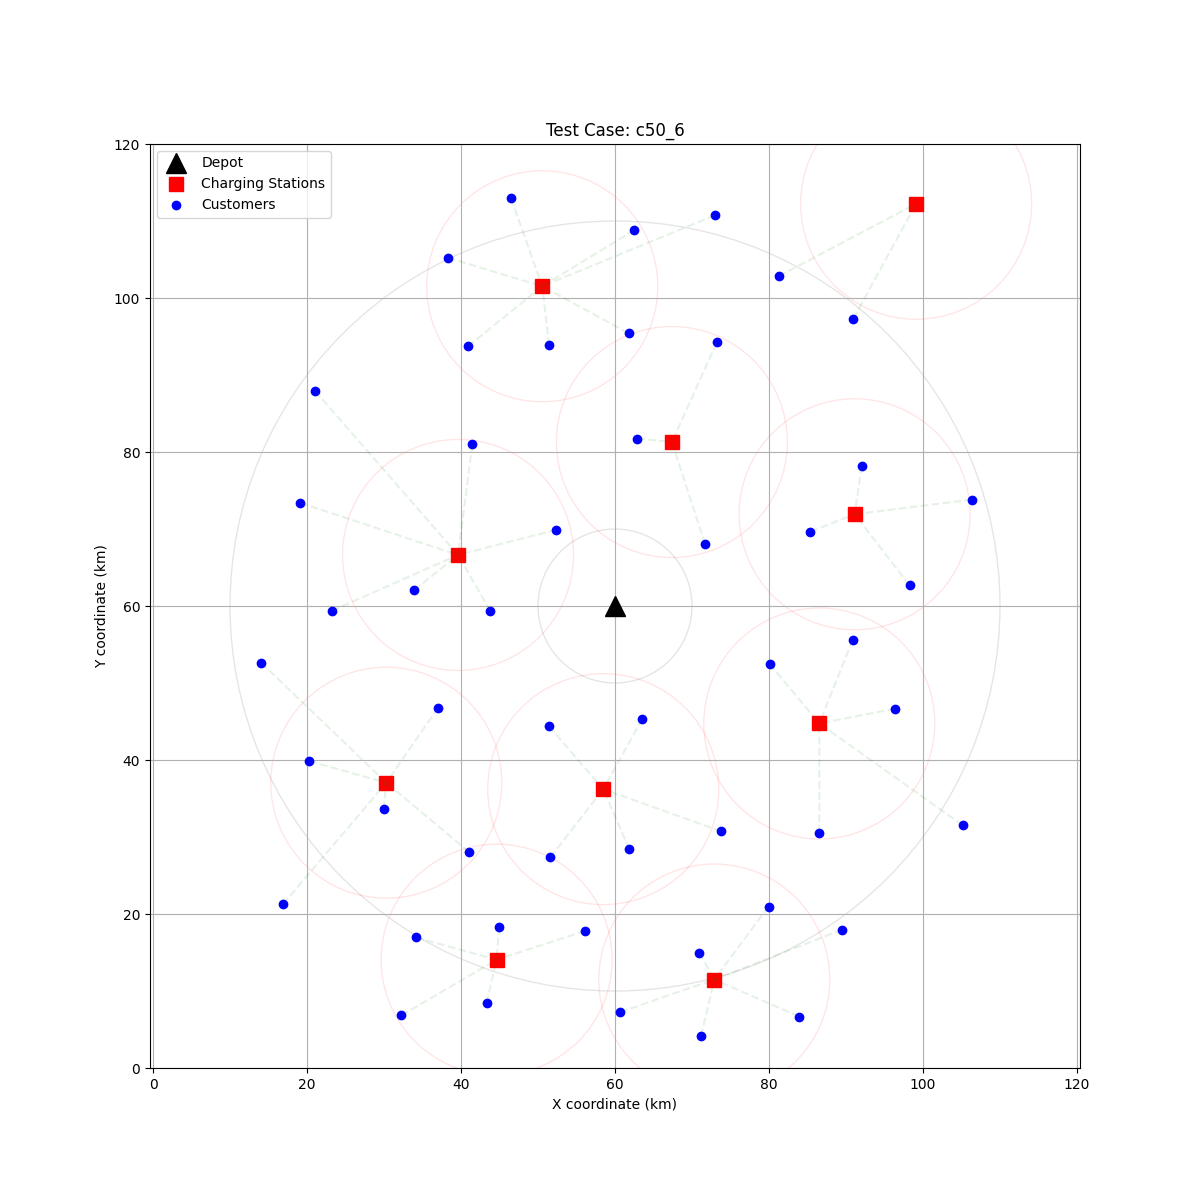 Test Case: c50_6
Depot
Charging Stations
Customers
120
100
80
60
40
20
0
Y coordinate (km)
0 20 40 60 80 100 120
X coordinate (km)